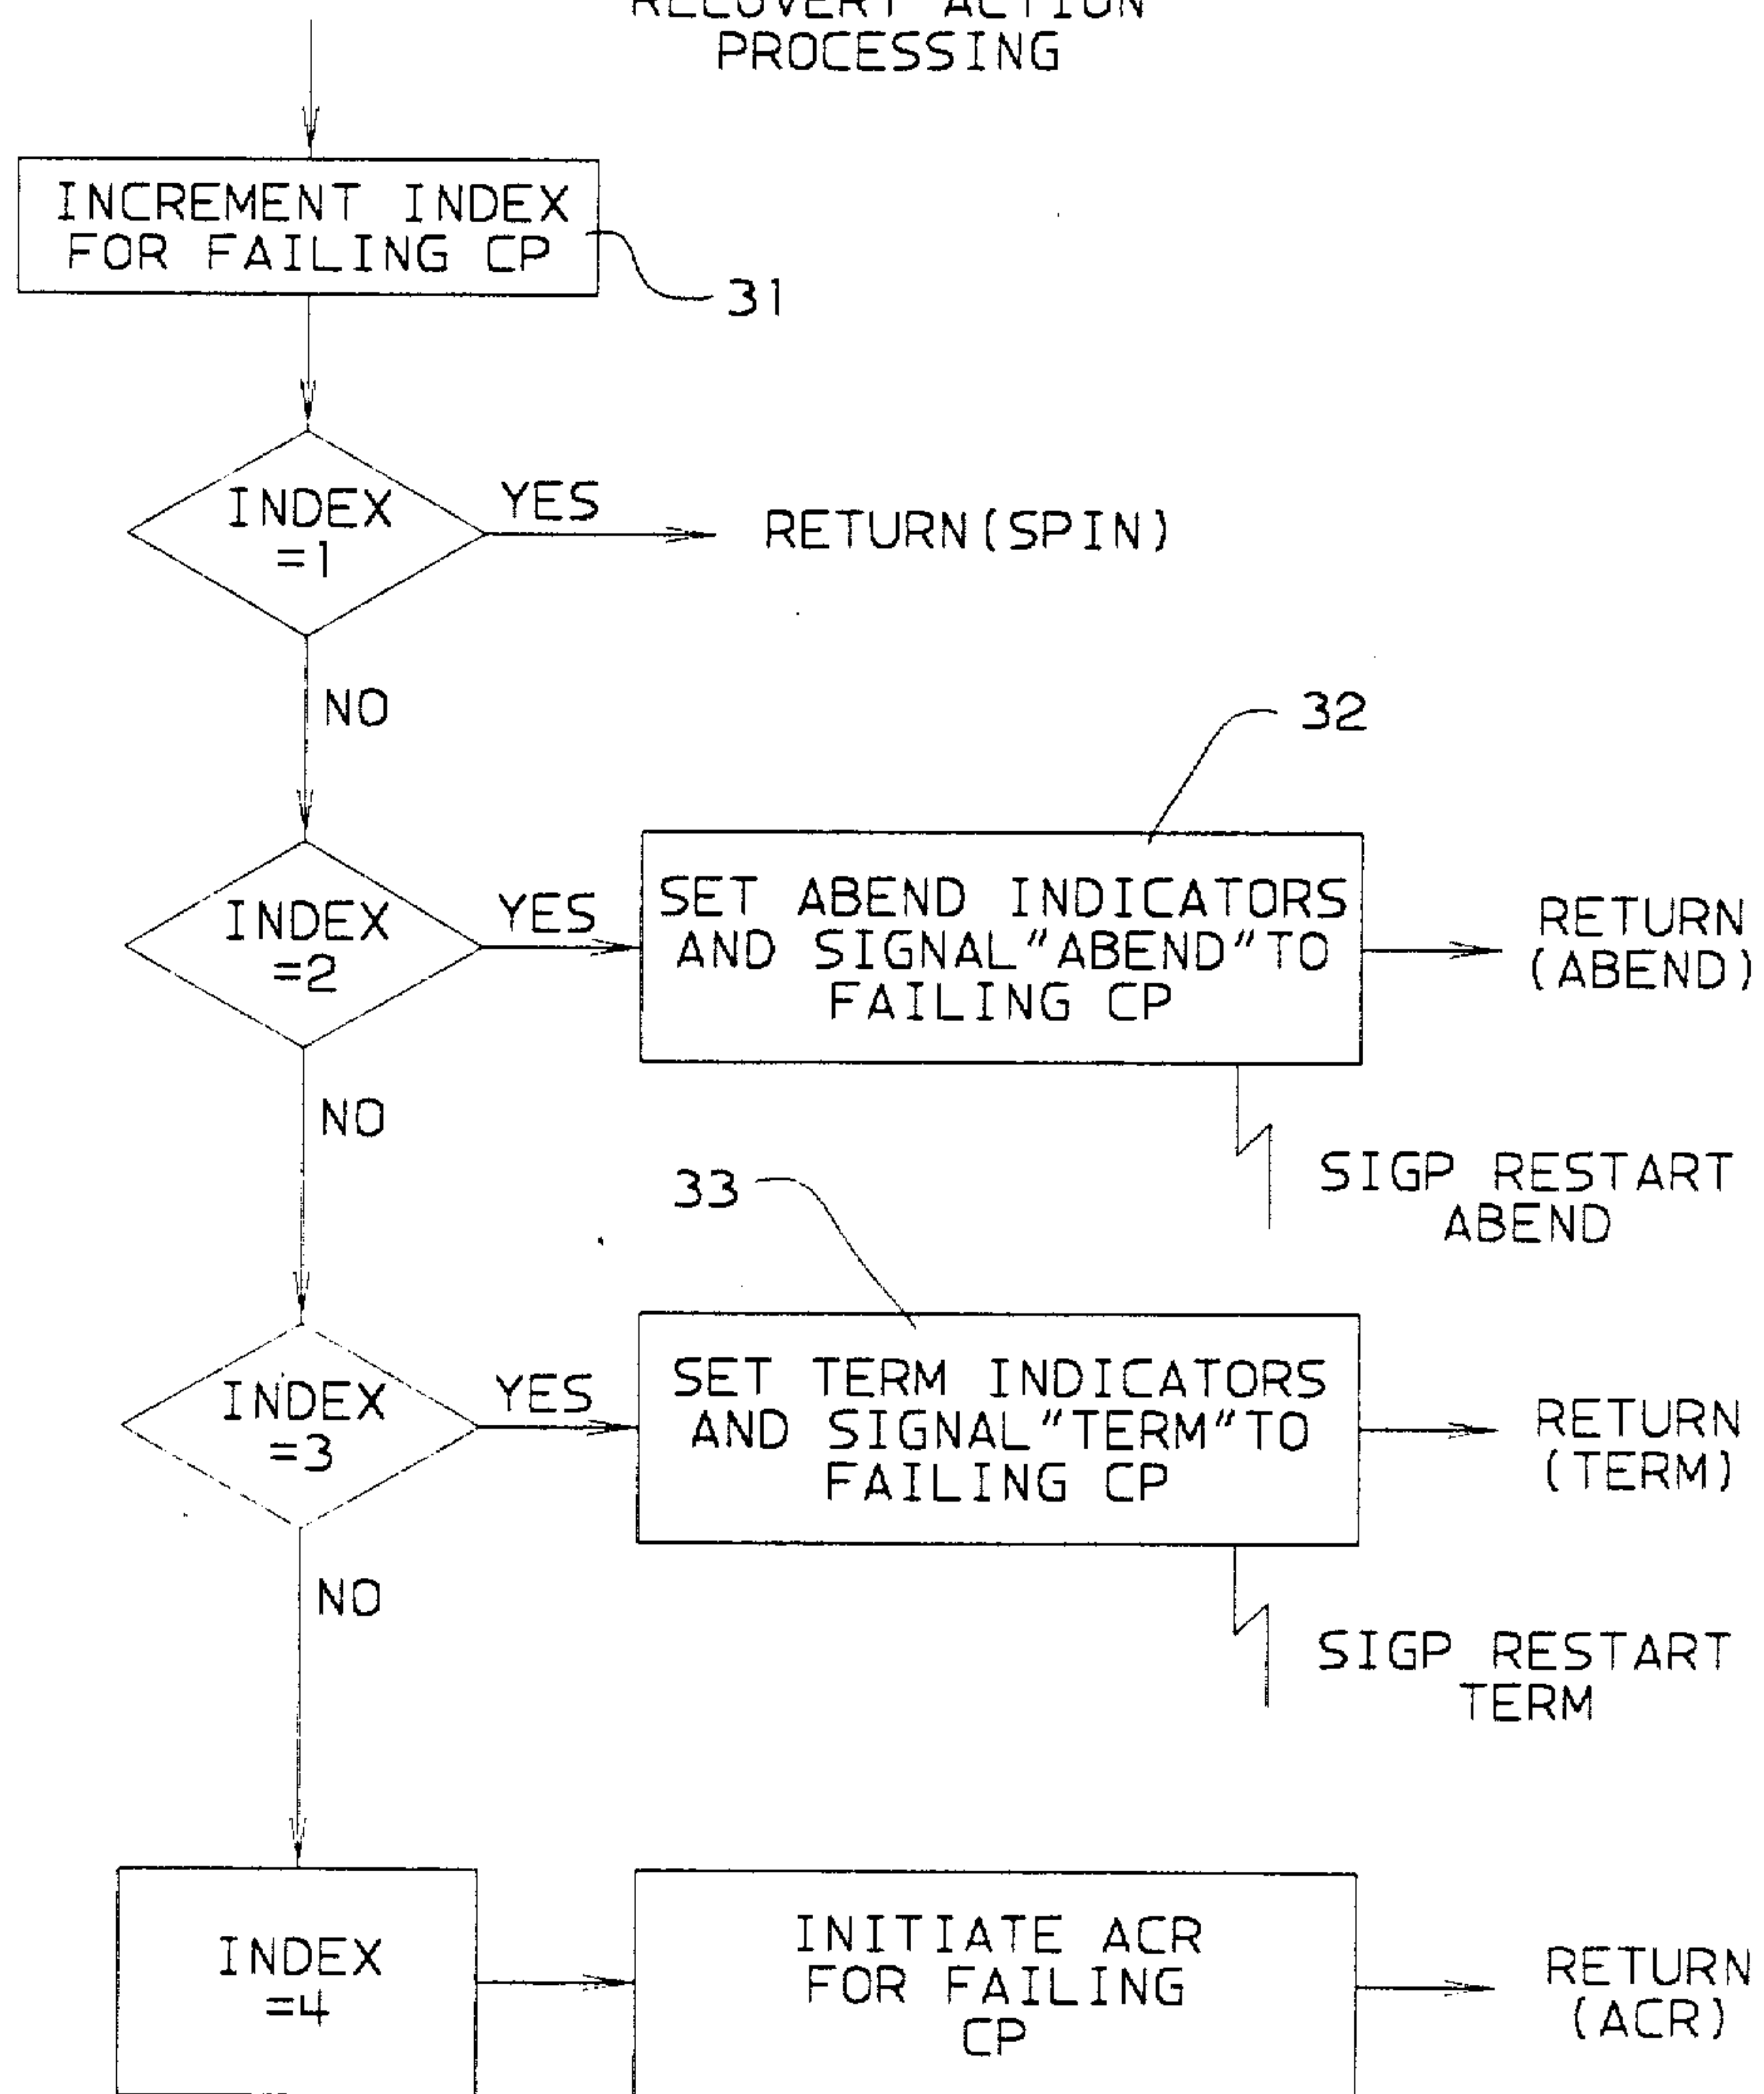 RECOVERY ACTION
PROCESSING
INCREMENT INDEX
FOR FAILING CP
31
INDEX
=1
YES
RETURN(SPIN)
NO
32
INDEX
=2
YES
SET ABEND INDICATORS
AND SIGNAL"ABEND"TO
FAILING CP
RETURN
(ABEND)
NO
SIGP RESTART
ABEND
33
INDEX
=3
YES
SET TERM INDICATORS
AND SIGNAL"TERM"TO
FAILING CP
RETURN
(TERM)
NO
SIGP RESTART
TERM
INDEX
=4
INITIATE ACR
FOR FAILING
CP
RETURN
(ACR)